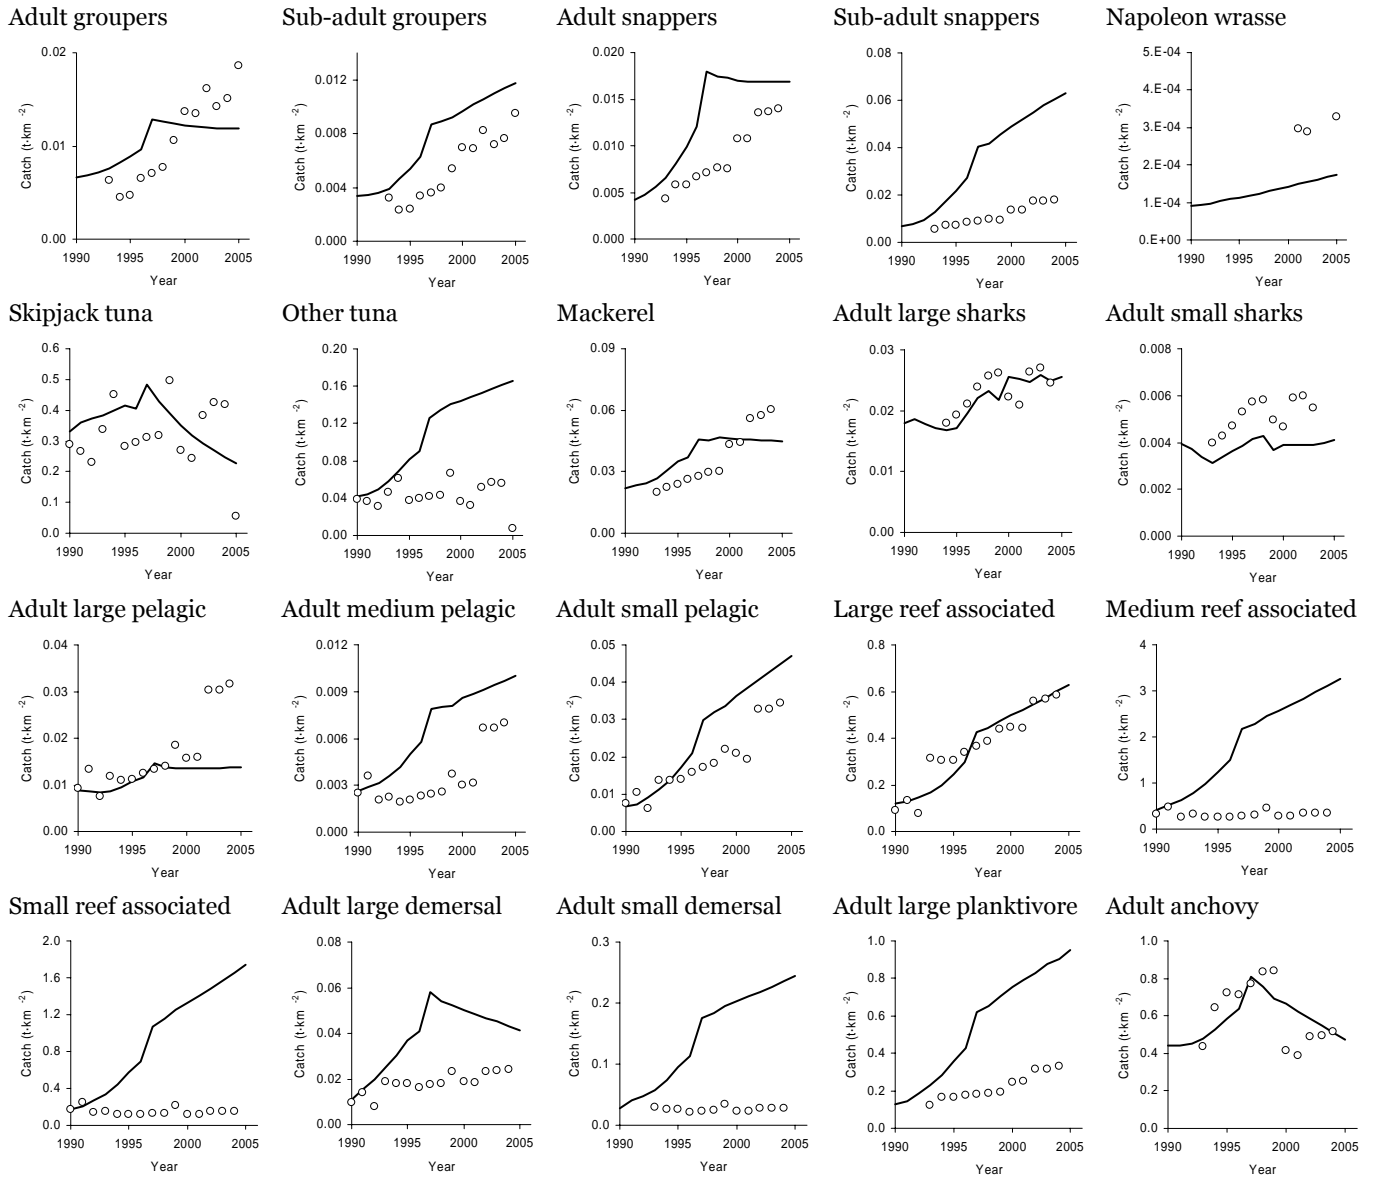 Adult groupers
Sub-adult groupers
Adult snappers
Sub-adult snappers
Napoleon wrasse
0.02
0.01
0.00
Catch (t·km -2)
1990 1995 2000 2005
Year
0.012
0.008
0.004
0.000
Catch (t·km -2)
1990 1995 2000 2005
Year
0.020
0.015
0.010
0.005
0.000
Catch (t·km -2)
1990 1995 2000 2005
Year
0.08
0.06
0.04
0.02
0.00
Catch (t·km -2)
1990 1995 2000 2005
Year
5.E-04
4.E-04
3.E-04
2.E-04
1.E-04
0.E+00
Catch (t·km -2)
1990 1995 2000 2005
Year
Skipjack tuna
Other tuna
Mackerel
Adult large sharks
Adult small sharks
0.6
0.5
0.4
0.3
0.2
0.1
0.0
Catch (t·km -2)
1990 1995 2000 2005
Year
0.20
0.16
0.12
0.08
0.04
0.00
Catch (t·km -2)
1990 1995 2000 2005
Year
0.09
0.06
0.03
0.00
Catch (t·km -2)
1990 1995 2000 2005
Year
0.03
0.02
0.01
0.00
Catch (t·km -2)
1990 1995 2000 2005
Year
0.008
0.006
0.004
0.002
0.000
Catch (t·km -2)
1990 1995 2000 2005
Year
Adult large pelagic
Adult medium pelagic
Adult small pelagic
Large reef associated
Medium reef associated
0.04
0.03
0.02
0.01
0.00
Catch (t·km -2)
1990 1995 2000 2005
Year
0.012
0.009
0.006
0.003
0.000
Catch (t·km -2)
1990 1995 2000 2005
Year
0.05
0.04
0.03
0.02
0.01
0.00
Catch (t·km -2)
1990 1995 2000 2005
Year
0.8
0.6
0.4
0.2
0.0
Catch (t·km -2)
1990 1995 2000 2005
Year
4
3
2
1
0
Catch (t·km -2)
1990 1995 2000 2005
Year
Small reef associated
Adult large demersal
Adult small demersal
Adult large planktivore
Adult anchovy
2.0
1.6
1.2
0.8
0.4
0.0
Catch (t·km -2)
1990 1995 2000 2005
Year
0.08
0.06
0.04
0.02
0.00
Catch (t·km -2)
1990 1995 2000 2005
Year
0.3
0.2
0.1
0.0
Catch (t·km -2)
1990 1995 2000 2005
Year
1.0
0.8
0.6
0.4
0.2
0.0
Catch (t·km -2)
1990 1995 2000 2005
Year
1.0
0.8
0.6
0.4
0.2
0.0
Catch (t·km -2)
1990 1995 2000 2005
Year